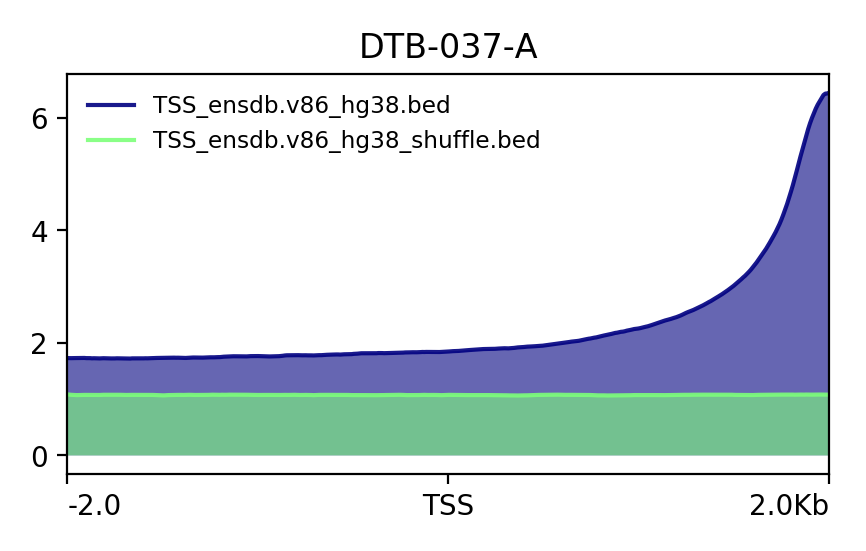 DTB-037-A
TSS_ensdb.v86_hg38.bed
TSS_ensdb.v86_hg38_shuffle.bed
6
4
2
0
-2.0 TSS 2.0Kb